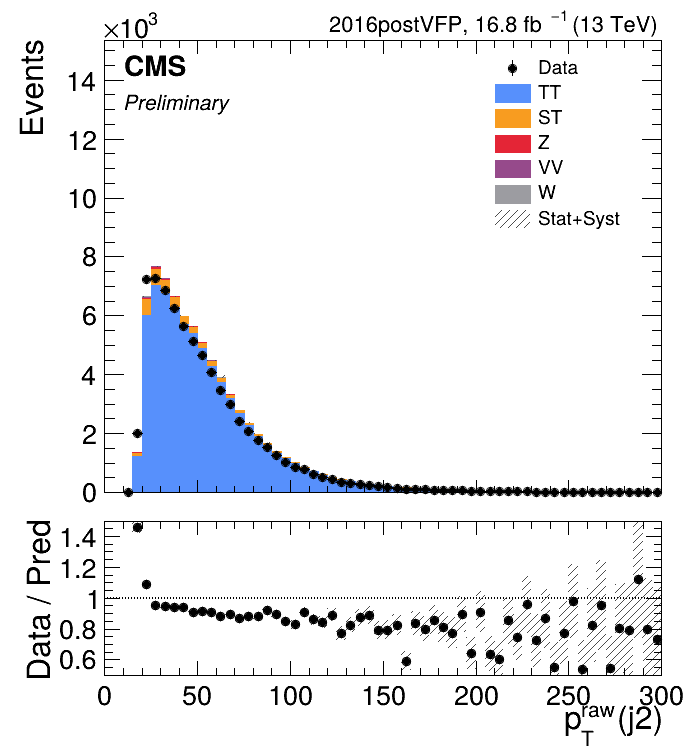 ×10³ 2016postVFP, 16.8 fb ⁻¹ (13 TeV)
Events
CMS
Preliminary
Data
TT
ST
Z
VV
W
Stat+Syst
14
12
10
8
6
4
2
0
Data / Pred
1.4
1.2
1
0.8
0.6
0 50 100 150 200 250 300
p_T^raw(j2)